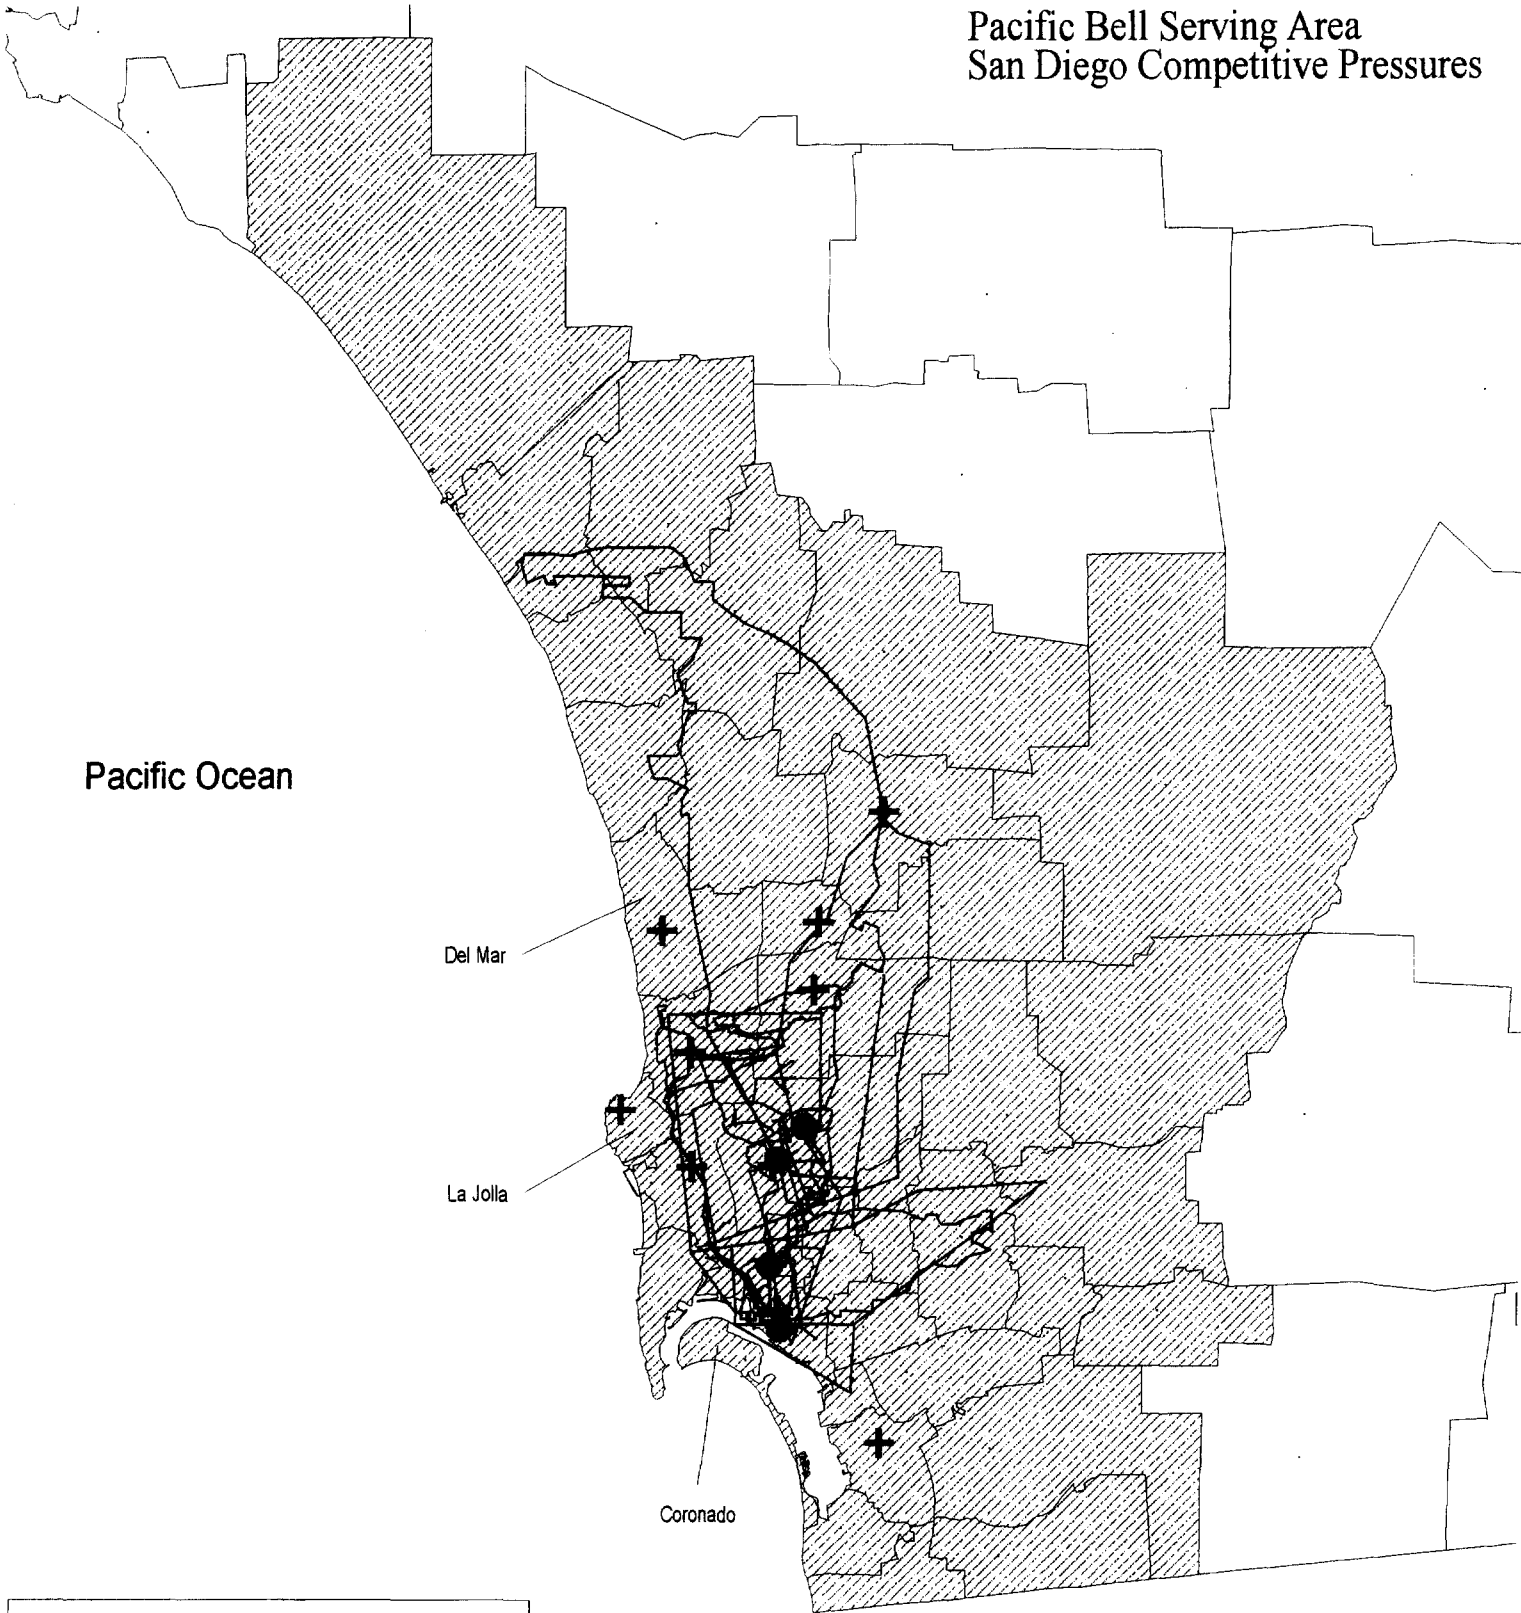 Pacific Bell Serving Area
San Diego Competitive Pressures
Pacific Ocean
Del Mar
La Jolla
Coronado